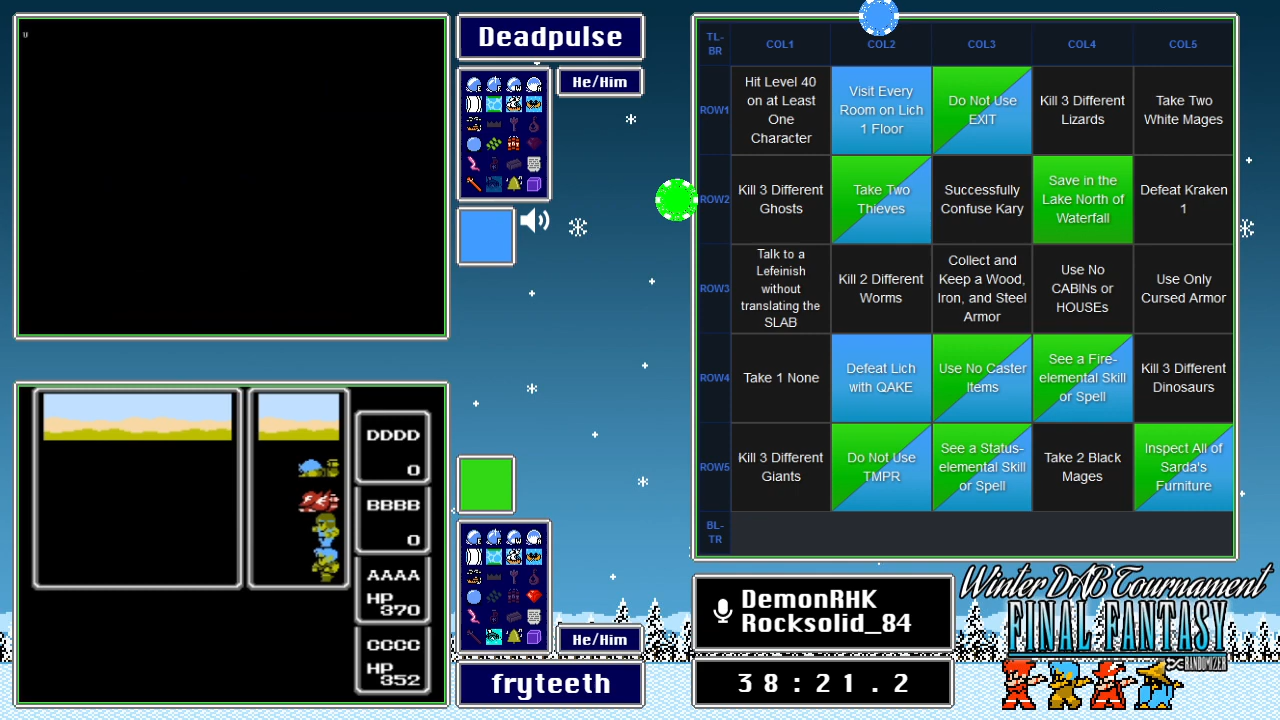 U
Deadpulse
He/Him
TL-
BR
COL1
COL2
COL3
COL4
COL5
ROW1
Hit Level 40
on at Least
One
Character
Visit Every
Room on Lich
1 Floor
Do Not Use
EXIT
Kill 3 Different
Lizards
Take Two
White Mages
ROW2
Kill 3 Different
Ghosts
Take Two
Thieves
Successfully
Confuse Kary
Save in the
Lake North of
Waterfall
Defeat Kraken
1
ROW3
Talk to a
Lefeinish
without
translating the
SLAB
Kill 2 Different
Worms
Collect and
Keep a Wood,
Iron, and Steel
Armor
Use No
CABINs or
HOUSEs
Use Only
Cursed Armor
ROW4
Take 1 None
Defeat Lich
with QAKE
Use No Caster
Items
See a Fire-
elemental Skill
or Spell
Kill 3 Different
Dinosaurs
ROW5
Kill 3 Different
Giants
Do Not Use
TMPR
See a Status-
elemental Skill
or Spell
Take 2 Black
Mages
Inspect All of
Sarda's
Furniture
BL-
TR
DDDD
0
BBBB
0
AAAA
HP
370
CCCC
HP
352
He/Him
fryteeth
DemonRHK
Rocksolid_84
38:21.2
Winter DAB Tournament
FINAL FANTASY
RANDOMIZER